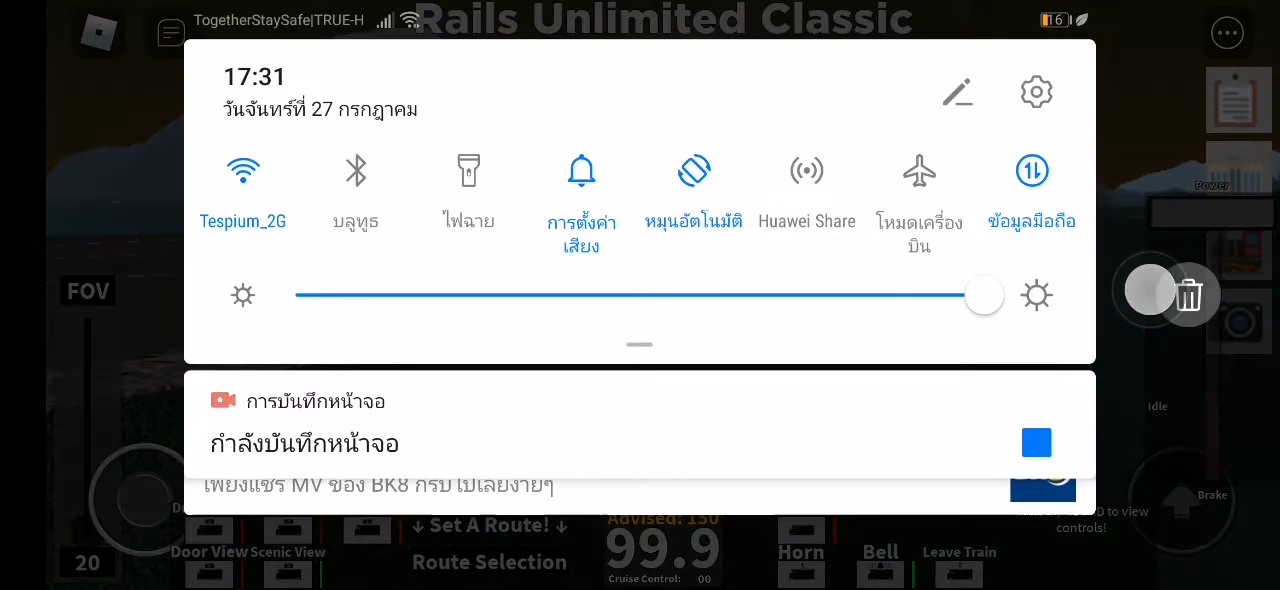 Rails Unlimited Classic
TogetherStaySafe|TRUE-H
16
17:31
วันจันทร์ที่ 27 กรกฎาคม
Tespium_2G
บลูทูธ
ไฟฉาย
การตั้งค่าเสียง
หมุนอัตโนมัติ
Huawei Share
โหมดเครื่องบิน
ข้อมูลมือถือ
Power
FOV
การบันทึกหน้าจอ
กำลังบันทึกหน้าจอ
เพียงแชร์ MV ของ BK8 กรุ๊ปไปเลยง่ายๆ
Idle
Brake
↓ Set A Route! ↓
Advised: 130
to view
controls!
Door View
Scenic View
Route Selection
99.9
Horn
Bell
Leave Train
20
Cruise Control: 00